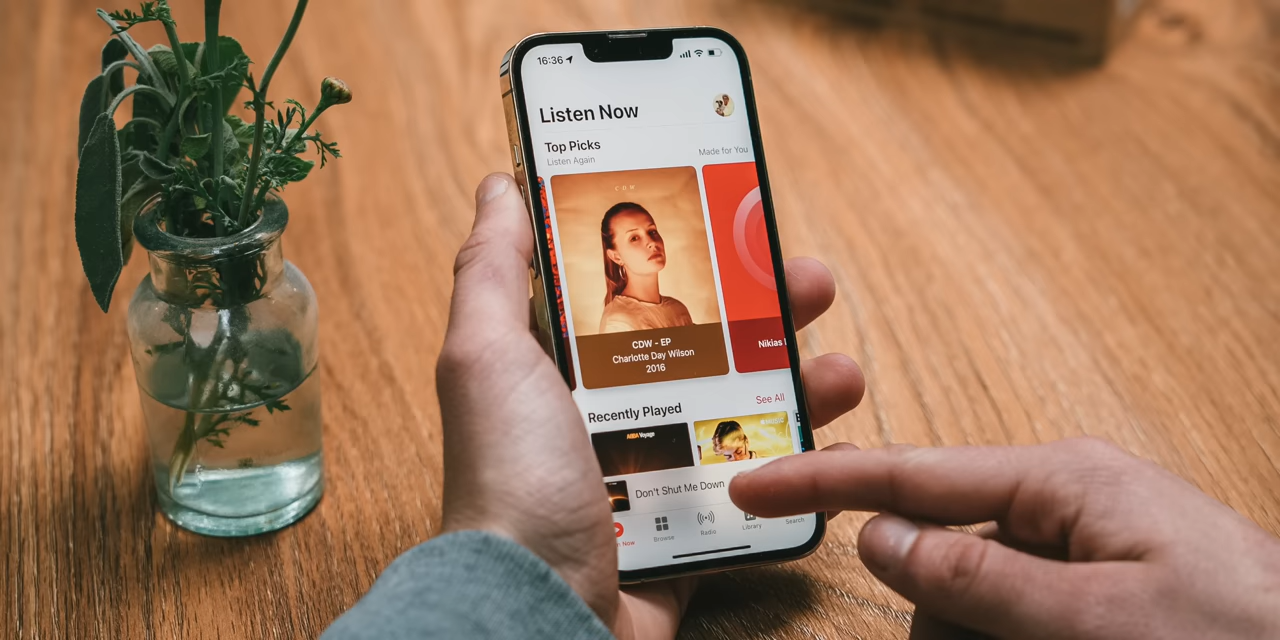 16:36
Listen Now
Top Picks
Listen Again
Made for You
CDW
CDW - EP
Charlotte Day Wilson
2016
Nikias
Recently Played
See All
ABBA Voyage
Don't Shut Me Down
Now
Browse
Radio
Library
Search